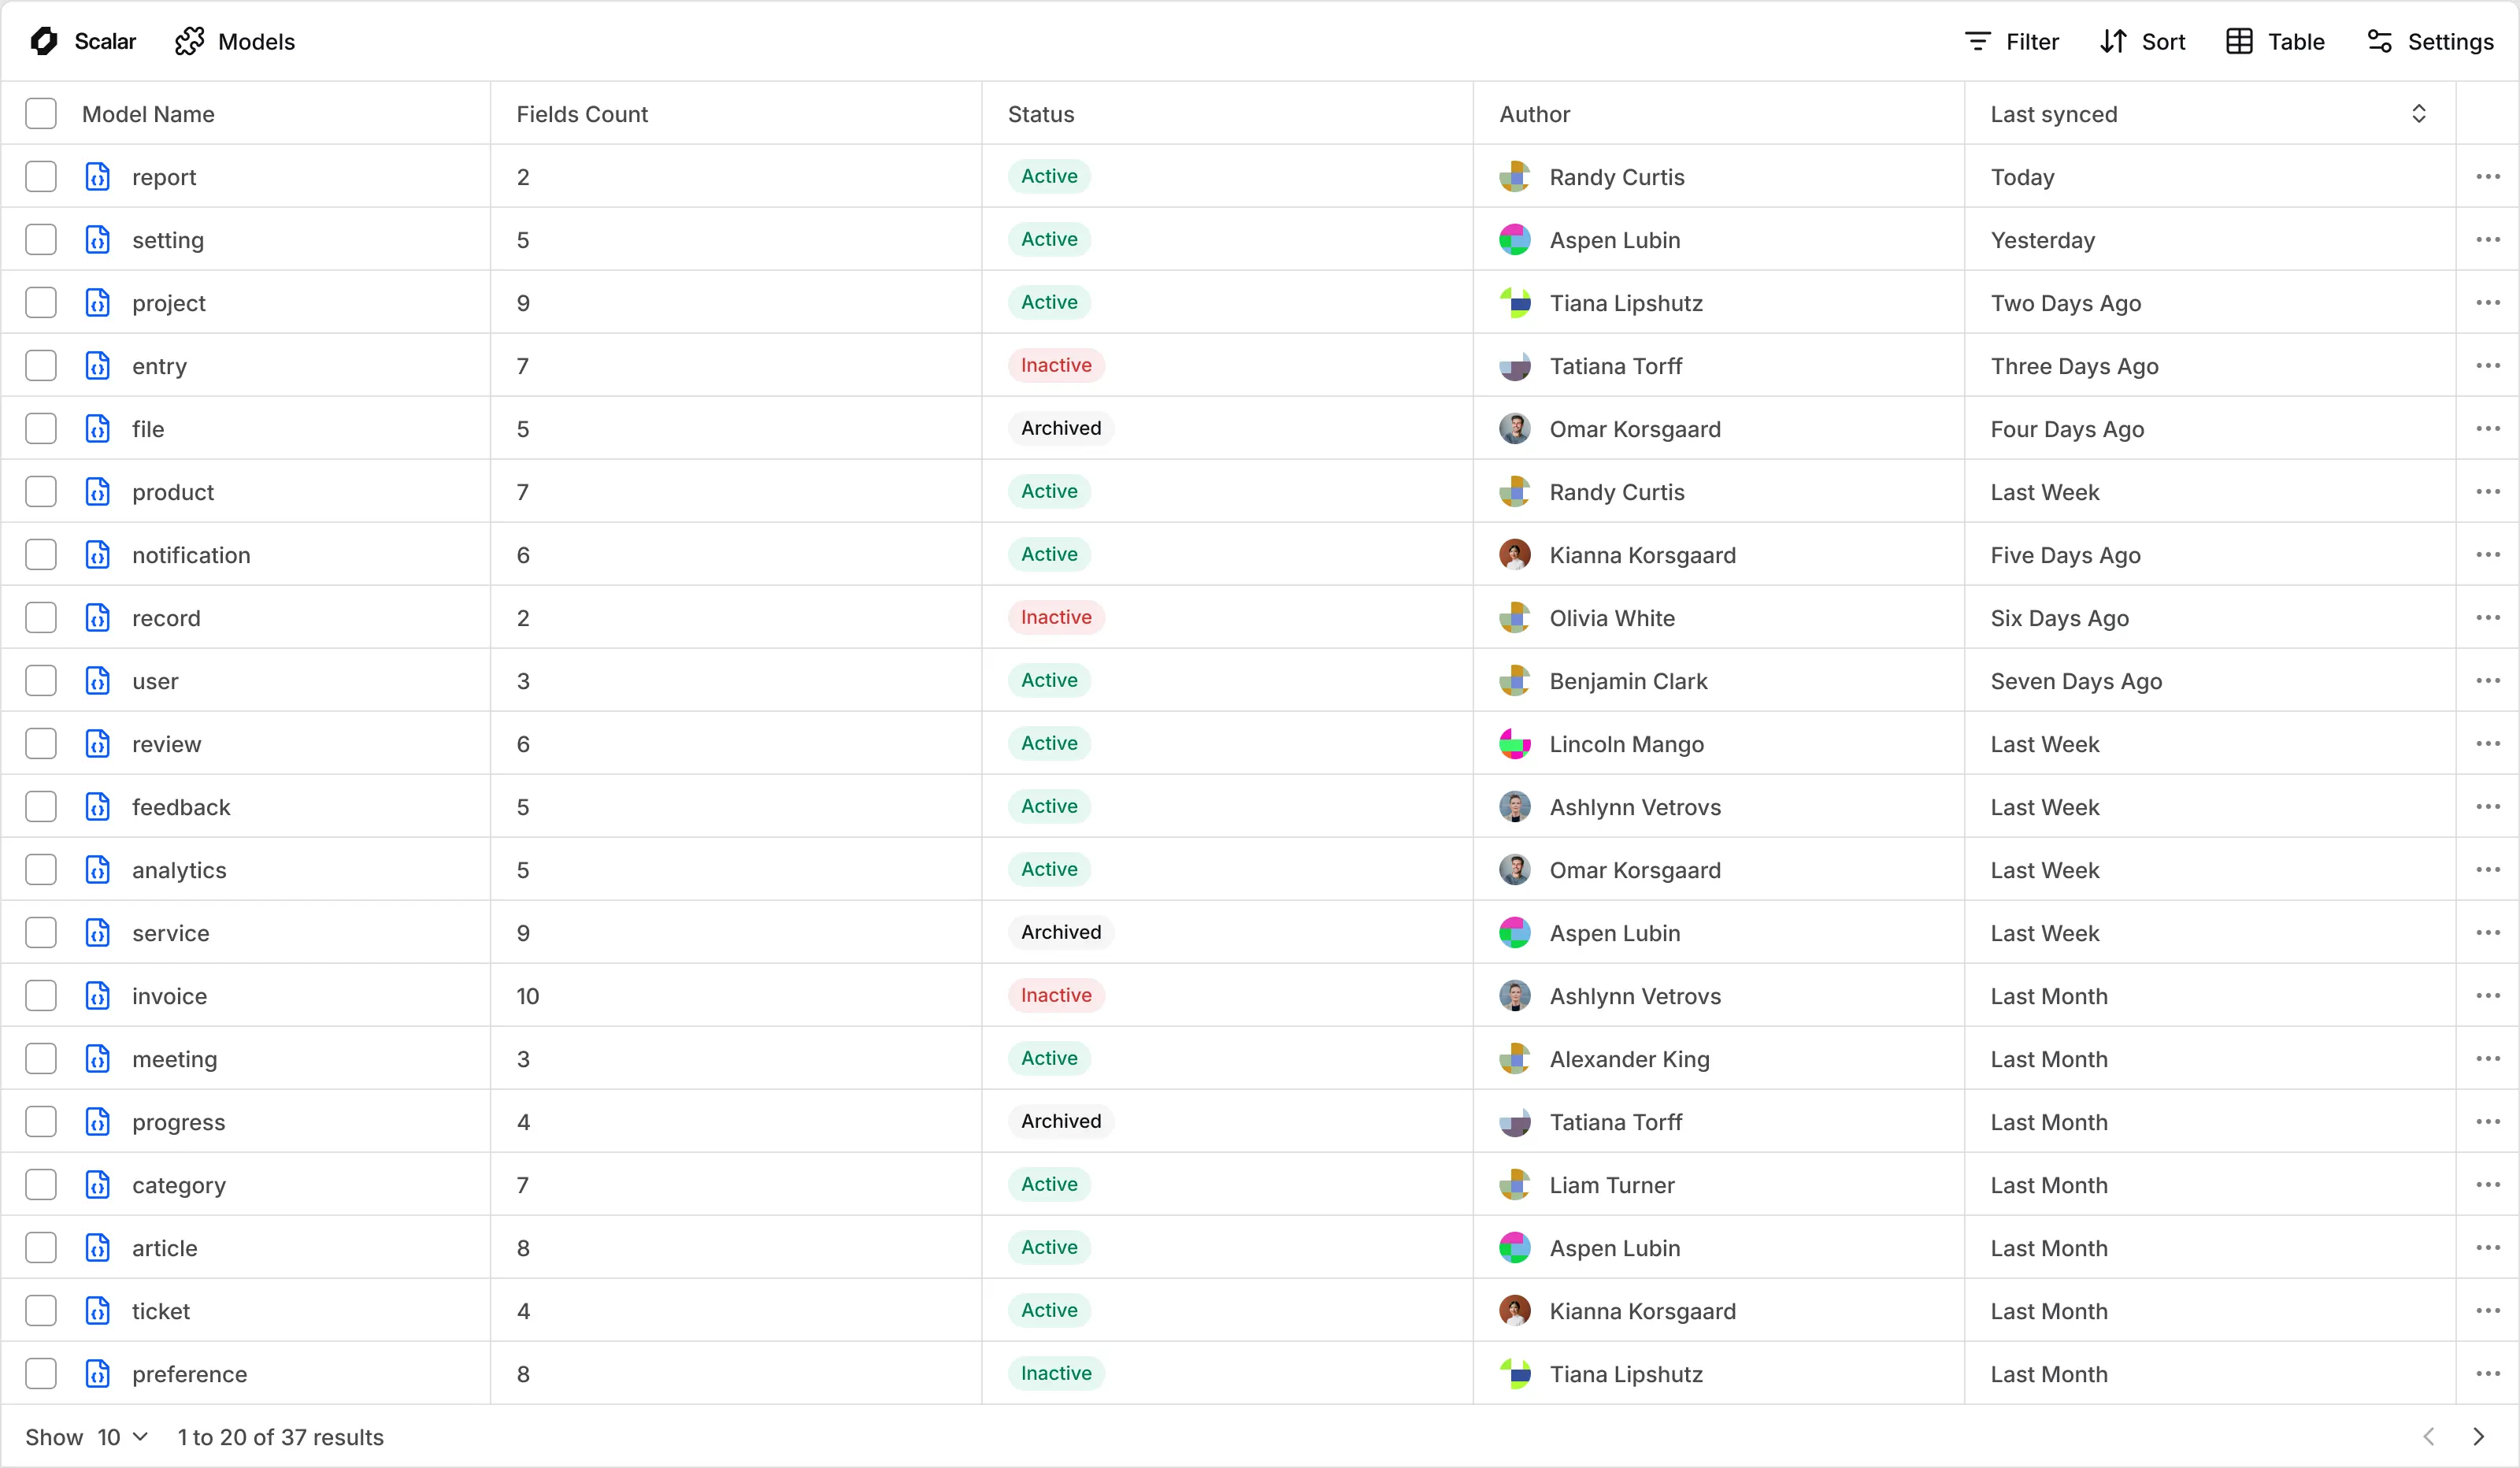 Scalar Models Filter Sort Table Settings
Model Name Fields Count Status Author Last synced
report 2 Active Randy Curtis Today
setting 5 Active Aspen Lubin Yesterday
project 9 Active Tiana Lipshutz Two Days Ago
entry 7 Inactive Tatiana Torff Three Days Ago
file 5 Archived Omar Korsgaard Four Days Ago
product 7 Active Randy Curtis Last Week
notification 6 Active Kianna Korsgaard Five Days Ago
record 2 Inactive Olivia White Six Days Ago
user 3 Active Benjamin Clark Seven Days Ago
review 6 Active Lincoln Mango Last Week
feedback 5 Active Ashlynn Vetrovs Last Week
analytics 5 Active Omar Korsgaard Last Week
service 9 Archived Aspen Lubin Last Week
invoice 10 Inactive Ashlynn Vetrovs Last Month
meeting 3 Active Alexander King Last Month
progress 4 Archived Tatiana Torff Last Month
category 7 Active Liam Turner Last Month
article 8 Active Aspen Lubin Last Month
ticket 4 Active Kianna Korsgaard Last Month
preference 8 Inactive Tiana Lipshutz Last Month
Show 10 1 to 20 of 37 results